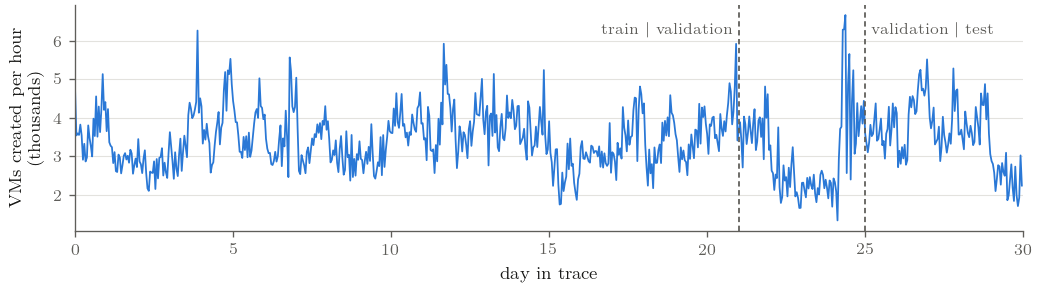 VMs created per hour
(thousands)
6
5
4
3
2
train | validation
validation | test
0
5
10
15
20
25
30
day in trace